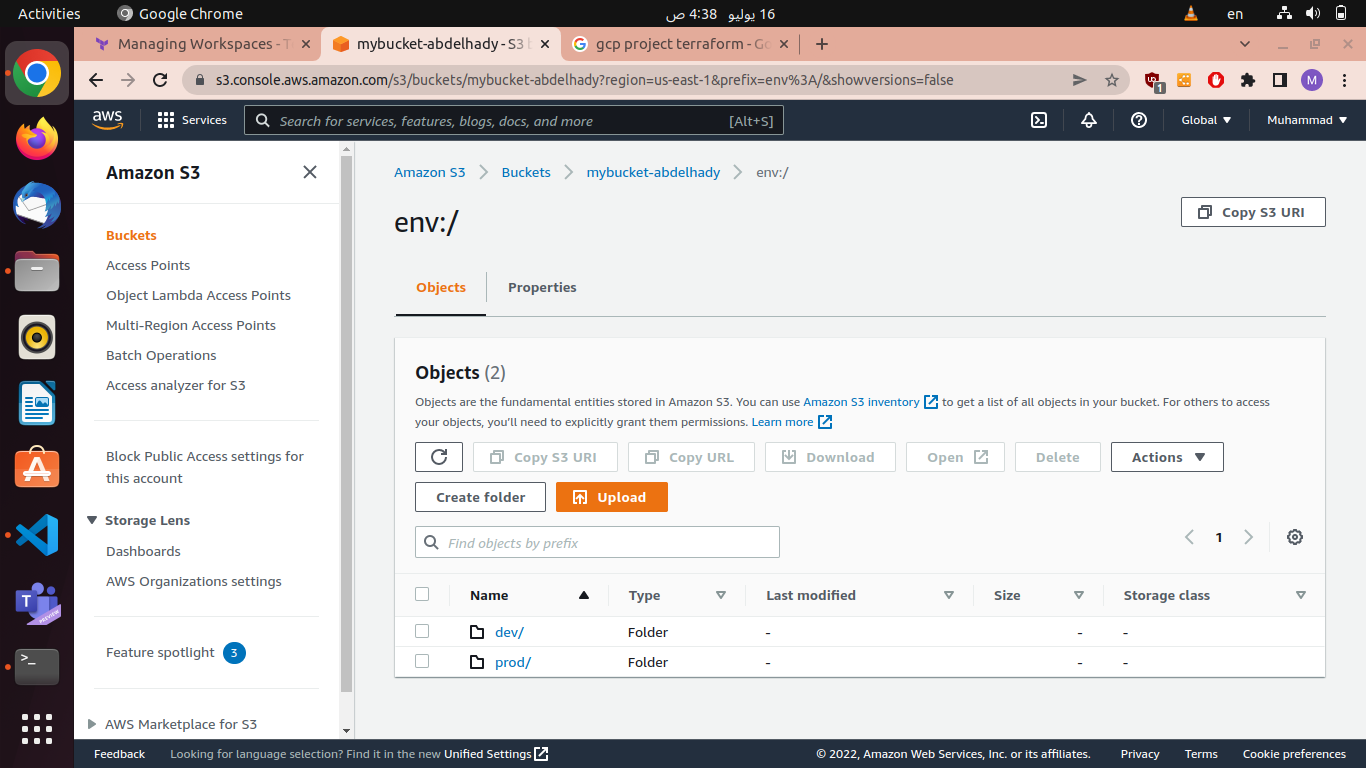 Activities
Google Chrome
16 يوليو 4:38 ص
en
Managing Workspaces - T
mybucket-abdelhady - S3 b
gcp project terraform - Go
s3.console.aws.amazon.com/s3/buckets/mybucket-abdelhady?region=us-east-1&prefix=env%3A/&showversions=false
1
M
aws
Services
Search for services, features, blogs, docs, and more
[Alt+S]
Global
Muhammad
Amazon S3
Buckets
Access Points
Object Lambda Access Points
Multi-Region Access Points
Batch Operations
Access analyzer for S3
Block Public Access settings for
this account
Storage Lens
Dashboards
AWS Organizations settings
Feature spotlight 3
AWS Marketplace for S3
Amazon S3 > Buckets > mybucket-abdelhady > env:/
env:/
Copy S3 URI
Objects
Properties
Objects (2)
Objects are the fundamental entities stored in Amazon S3. You can use Amazon S3 inventory to get a list of all objects in your bucket. For others to access
your objects, you'll need to explicitly grant them permissions. Learn more
Copy S3 URI
Copy URL
Download
Open
Delete
Actions
Create folder
Upload
Find objects by prefix
1
Name Type Last modified Size Storage class
dev/ Folder - - -
prod/ Folder - - -
Feedback
Looking for language selection? Find it in the new Unified Settings
© 2022, Amazon Web Services, Inc. or its affiliates.
Privacy
Terms
Cookie preferences